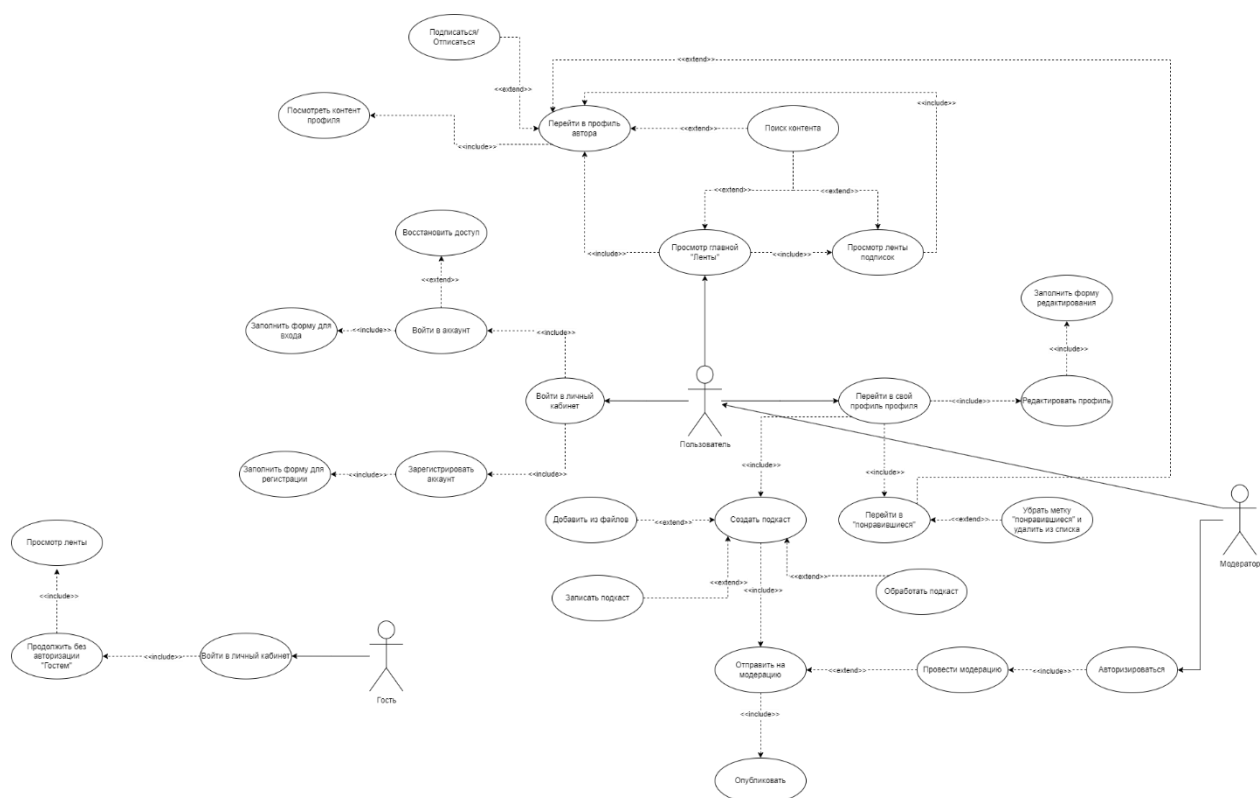 Подписаться/
Отписаться
<<extend>>
<<extend>>
Посмотреть контент
профиля
<<include>>
Перейти в профиль
автора
<<extend>>
Поиск контента
<<include>>
<<include>>
<<extend>>
<<extend>>
Восстановить доступ
<<extend>>
<<include>>
Просмотр главной
"Ленты"
<<include>>
Просмотр ленты
подписок
Заполнить форму
редактирования
<<include>>
Заполнить форму для
входа
<<include>>
Войти в аккаунт
<<include>>
Войти в личный
кабинет
Пользователь
Перейти в свой
профиль профиля
<<include>>
Редактировать профиль
Заполнить форму для
регистрации
<<include>>
Зарегистрировать
аккаунт
<<include>>
<<include>>
<<include>>
Добавить из файлов
<<extend>>
Создать подкаст
Перейти в
"понравившиеся"
<<extend>>
Убрать метку
"понравившиеся" и
удалить из списка
Модератор
Просмотр ленты
<<include>>
Записать подкаст
<<extend>>
<<include>>
<<extend>>
Обработать подкаст
Продолжить без
авторизации
"Гостем"
<<include>>
Войти в личный кабинет
Гость
Отправить на
модерацию
<<extend>>
Провести модерацию
<<include>>
Авторизироваться
<<include>>
Опубликовать